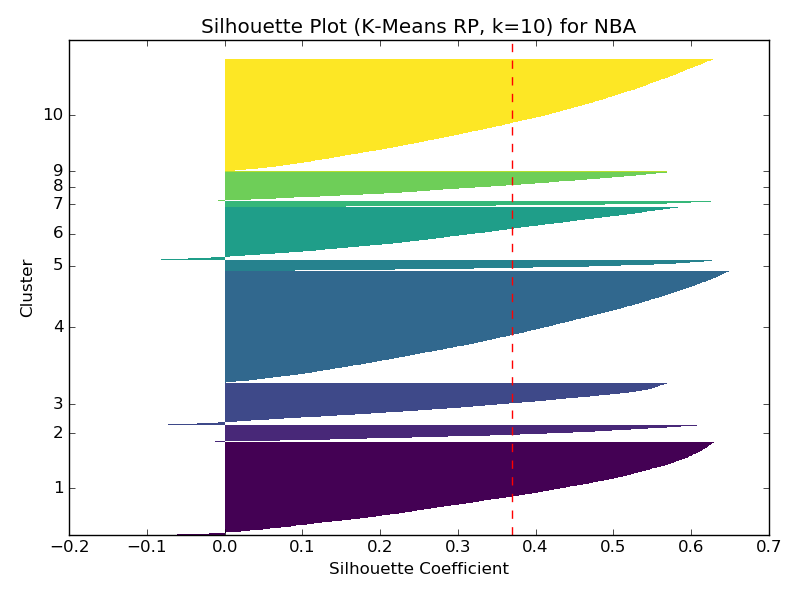 Silhouette Plot (K-Means RP, k=10) for NBA
10
9
8
7
6
5
4
3
2
1
Cluster
−0.2 −0.1 0.0 0.1 0.2 0.3 0.4 0.5 0.6 0.7
Silhouette Coefficient